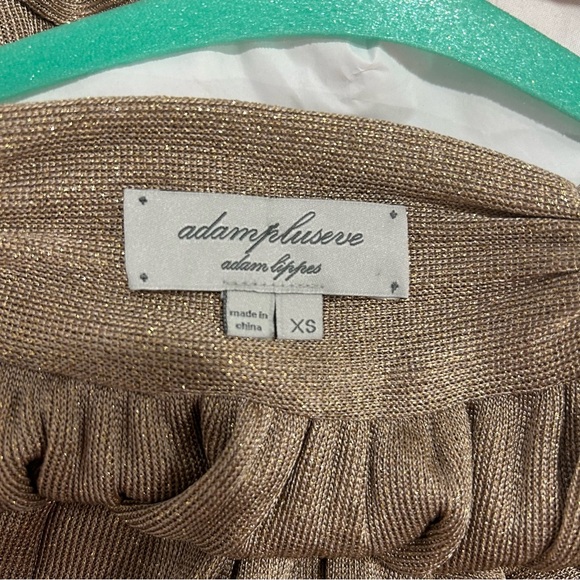 adampluseve
adam lippes
made in
china
XS